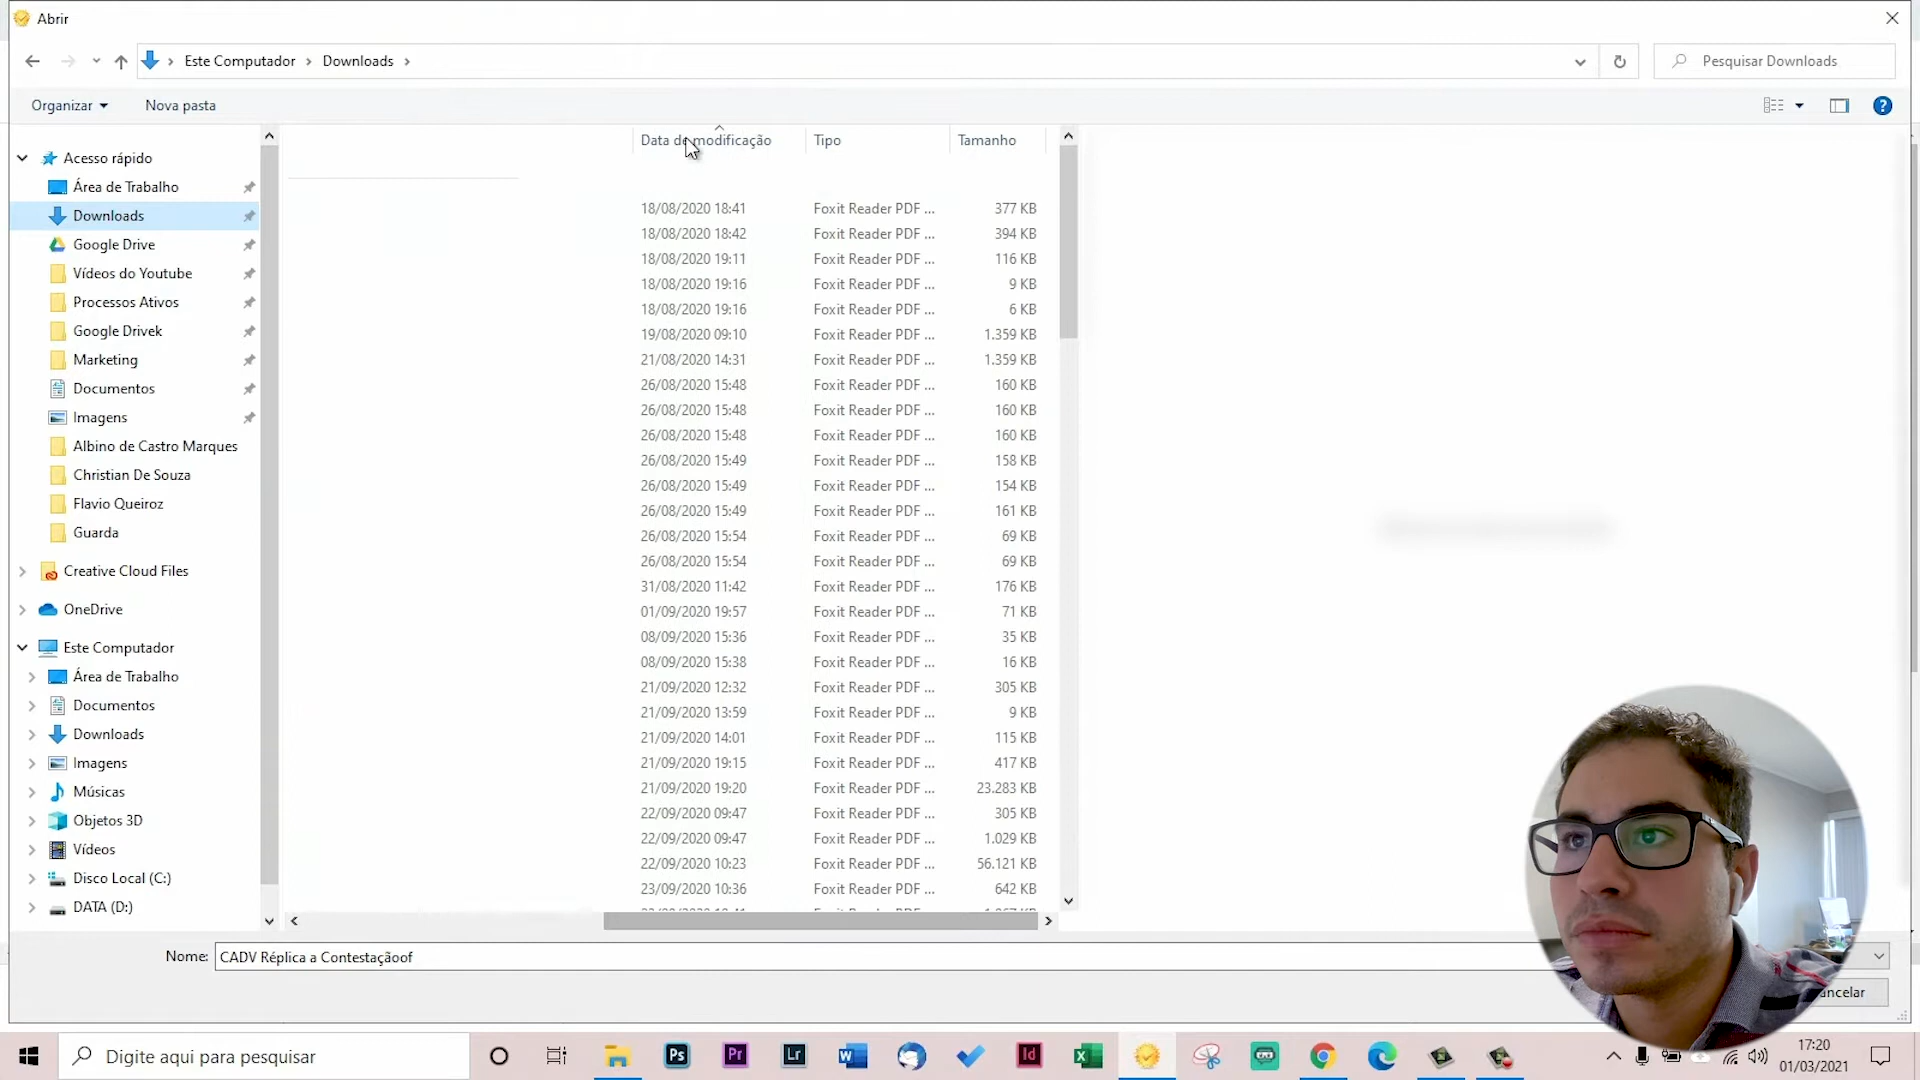 Abrir
Este Computador
Downloads
Pesquisar Downloads
Organizar
Nova pasta
Acesso rápido
Área de Trabalho
Downloads
Google Drive
Vídeos do Youtube
Processos Ativos
Google Drivek
Marketing
Documentos
Imagens
Albino de Castro Marques
Christian De Souza
Flavio Queiroz
Guarda
Creative Cloud Files
OneDrive
Este Computador
Área de Trabalho
Documentos
Downloads
Imagens
Músicas
Objetos 3D
Vídeos
Disco Local (C:)
DATA (D:)
Data de modificação Tipo Tamanho
18/08/2020 18:41 Foxit Reader PDF ... 377 KB
18/08/2020 18:42 Foxit Reader PDF ... 394 KB
18/08/2020 19:11 Foxit Reader PDF ... 116 KB
18/08/2020 19:16 Foxit Reader PDF ... 9 KB
18/08/2020 19:16 Foxit Reader PDF ... 6 KB
19/08/2020 09:10 Foxit Reader PDF ... 1.359 KB
21/08/2020 14:31 Foxit Reader PDF ... 1.359 KB
26/08/2020 15:48 Foxit Reader PDF ... 160 KB
26/08/2020 15:48 Foxit Reader PDF ... 160 KB
26/08/2020 15:48 Foxit Reader PDF ... 160 KB
26/08/2020 15:49 Foxit Reader PDF ... 158 KB
26/08/2020 15:49 Foxit Reader PDF ... 154 KB
26/08/2020 15:49 Foxit Reader PDF ... 161 KB
26/08/2020 15:54 Foxit Reader PDF ... 69 KB
26/08/2020 15:54 Foxit Reader PDF ... 69 KB
31/08/2020 11:42 Foxit Reader PDF ... 176 KB
01/09/2020 19:57 Foxit Reader PDF ... 71 KB
08/09/2020 15:36 Foxit Reader PDF ... 35 KB
08/09/2020 15:38 Foxit Reader PDF ... 16 KB
21/09/2020 12:32 Foxit Reader PDF ... 305 KB
21/09/2020 13:59 Foxit Reader PDF ... 9 KB
21/09/2020 14:01 Foxit Reader PDF ... 115 KB
21/09/2020 19:15 Foxit Reader PDF ... 417 KB
21/09/2020 19:20 Foxit Reader PDF ... 23.283 KB
22/09/2020 09:47 Foxit Reader PDF ... 305 KB
22/09/2020 09:47 Foxit Reader PDF ... 1.029 KB
22/09/2020 10:23 Foxit Reader PDF ... 56.121 KB
23/09/2020 10:36 Foxit Reader PDF ... 642 KB
Nome: CADV Réplica a Contestaçãoof
ancelar
Digite aqui para pesquisar
Ps
Pr
Lr
W
Id
X
17:20
01/03/2021